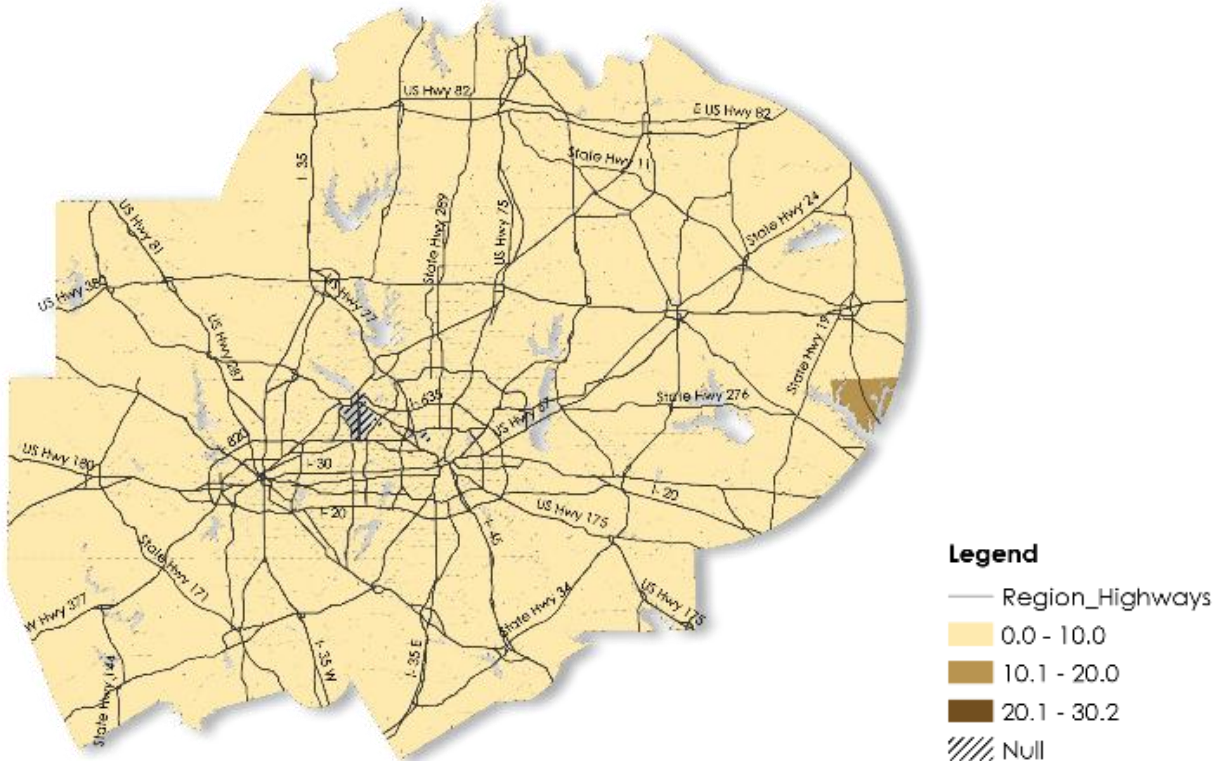 US Hwy 82
E US Hwy 82
State Hwy 11
I- 35
State Hwy 24
US Hwy 81
State Hwy 289
US Hwy 75
US Hwy 380
US Hwy 77
State Hwy 19
US Hwy 287
I- 635
State Hwy 276
US Hwy 67
I- 820
US Hwy 180
I- 30
I- 20
I- 20
US Hwy 175
I- 45
State Hwy 171
State Hwy 34
US Hwy 175
W Hwy 377
I- 35 W
I- 35 E
State Hwy 144
Legend
Region_Highways
0.0 - 10.0
10.1 - 20.0
20.1 - 30.2
Null